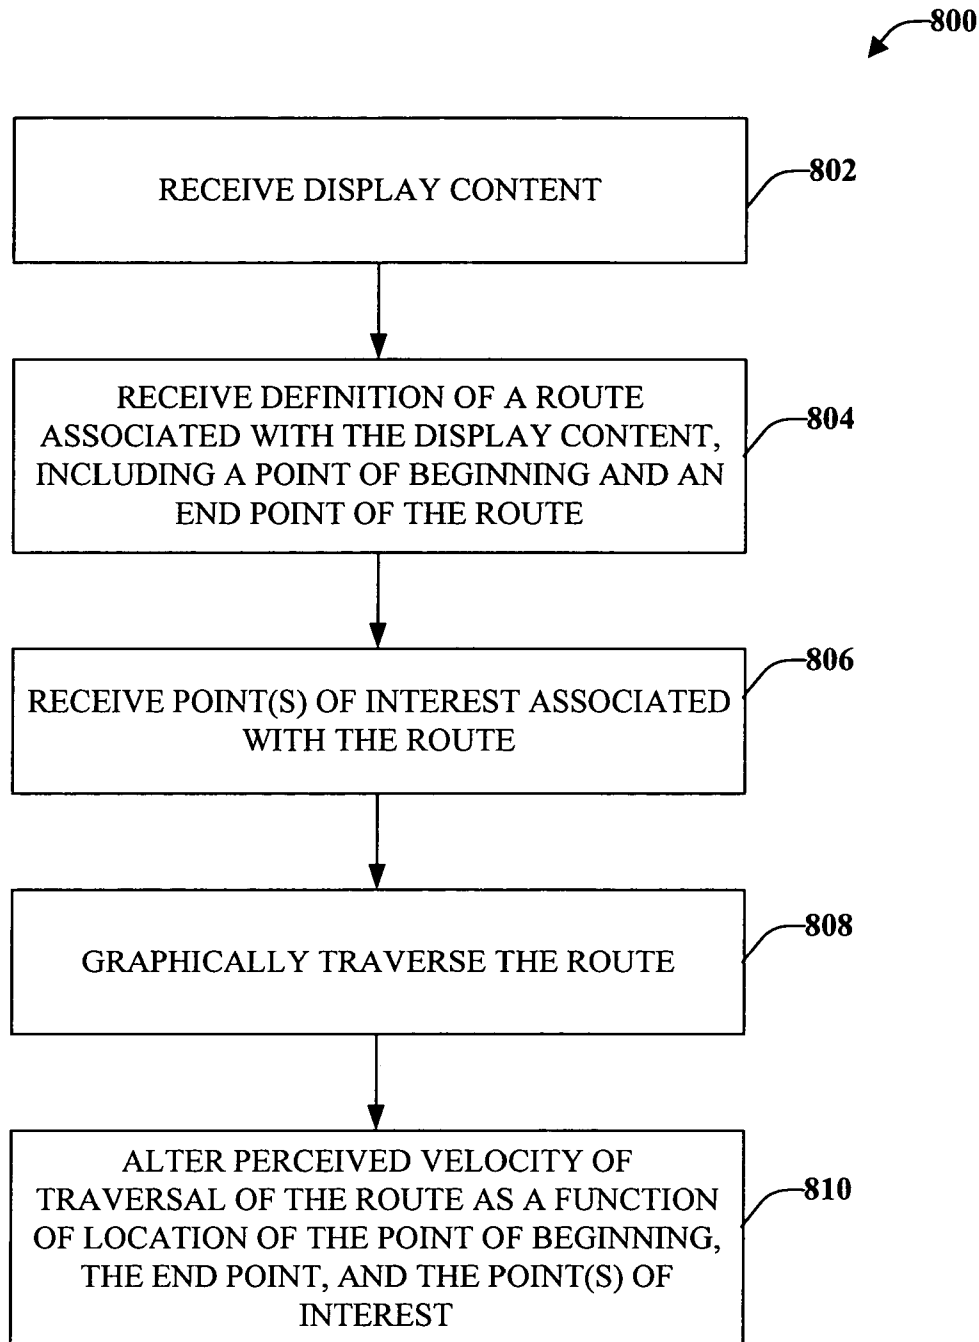 800
RECEIVE DISPLAY CONTENT
802
RECEIVE DEFINITION OF A ROUTE
ASSOCIATED WITH THE DISPLAY CONTENT,
INCLUDING A POINT OF BEGINNING AND AN
END POINT OF THE ROUTE
804
RECEIVE POINT(S) OF INTEREST ASSOCIATED
WITH THE ROUTE
806
GRAPHICALLY TRAVERSE THE ROUTE
808
ALTER PERCEIVED VELOCITY OF
TRAVERSAL OF THE ROUTE AS A FUNCTION
OF LOCATION OF THE POINT OF BEGINNING,
THE END POINT, AND THE POINT(S) OF
INTEREST
810